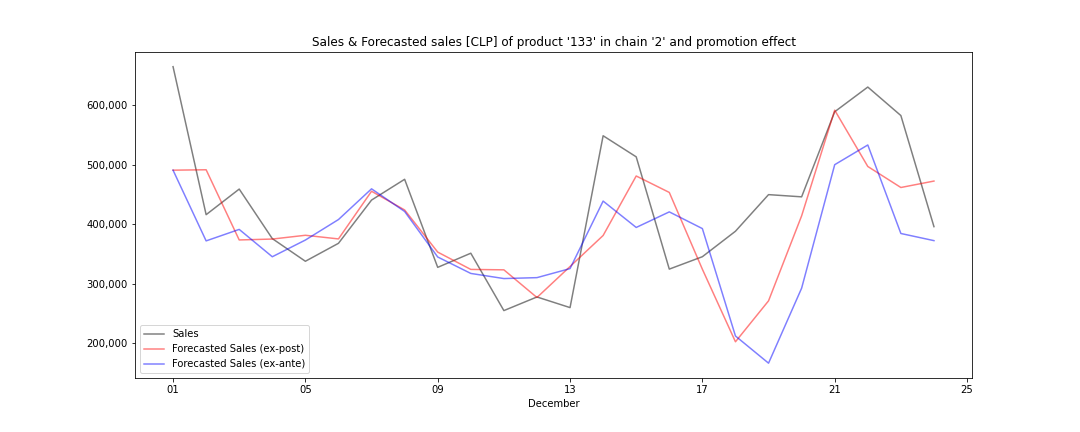 Sales & Forecasted sales [CLP] of product '133' in chain '2' and promotion effect
600,000
500,000
400,000
300,000
200,000
Sales
Forecasted Sales (ex-post)
Forecasted Sales (ex-ante)
01 05 09 13 17 21 25
December